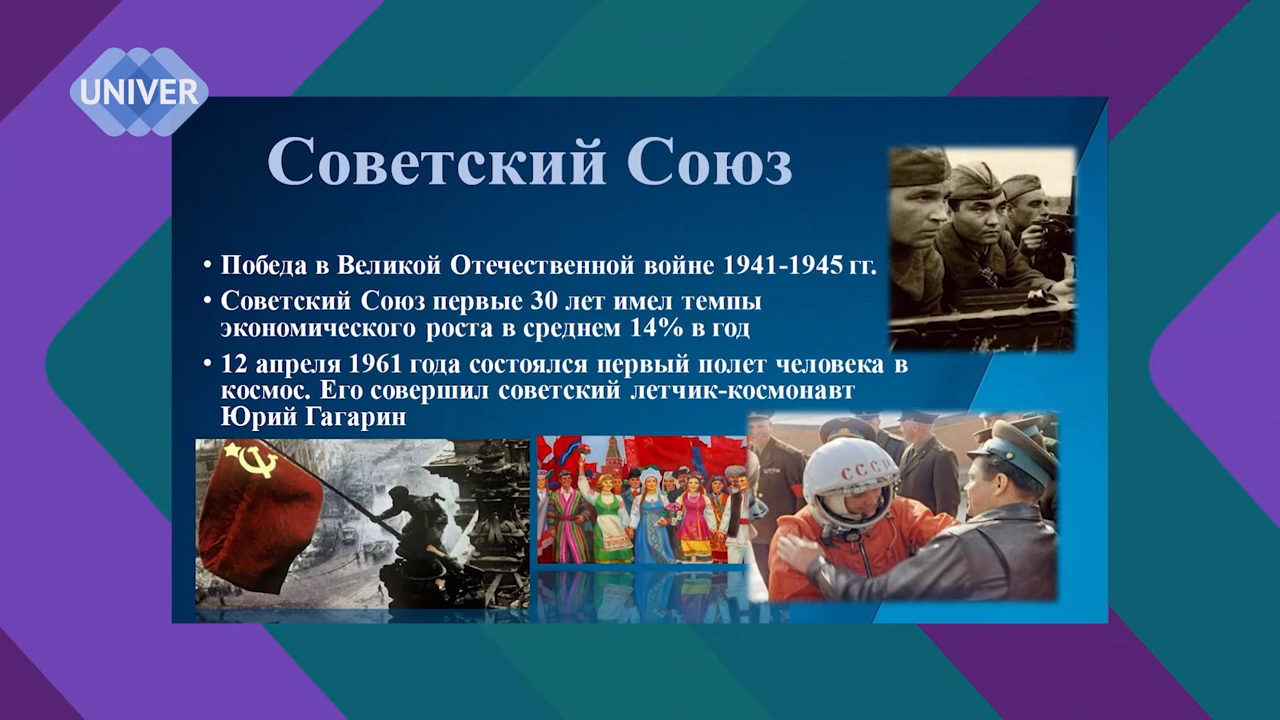 UNIVER
Советский Союз
• Победа в Великой Отечественной войне 1941-1945 гг.
• Советский Союз первые 30 лет имел темпы
экономического роста в среднем 14% в год
• 12 апреля 1961 года состоялся первый полет человека в
космос. Его совершил советский летчик-космонавт
Юрий Гагарин
СССР